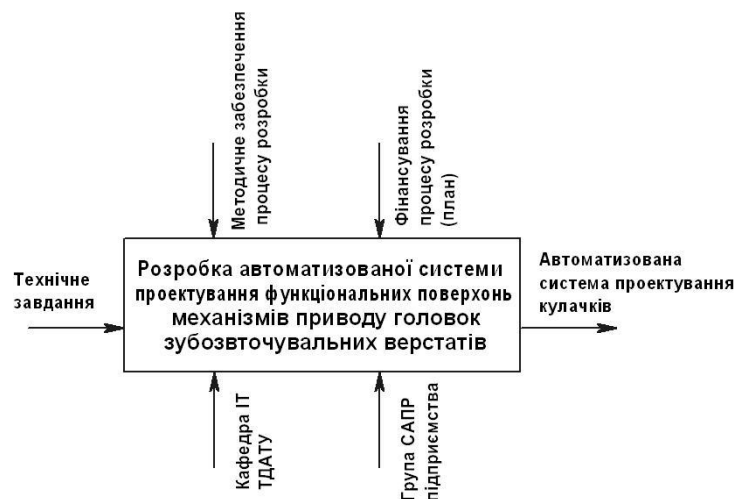 Методичне забезпечення
процесу розробки
Фінансування
процесу розробки
(план)
Технічне
завдання
Розробка автоматизованої системи
проектування функціональних поверхонь
механізмів приводу головок
зубозвточувальних верстатів
Автоматизована
система проектування
кулачків
Кафедра ІТ
ТДАТУ
Група САПР
підприємства